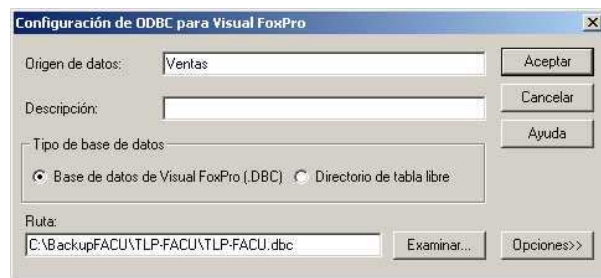 Configuración de ODBC para Visual FoxPro
Origen de datos: Ventas Aceptar
Descripción: Cancelar
Ayuda
Tipo de base de datos
Base de datos de Visual FoxPro (.DBC) Directorio de tabla libre
Ruta:
C:\BackupFACU\TLP-FACU\TLP-FACU.dbc Examinar... Opciones>>